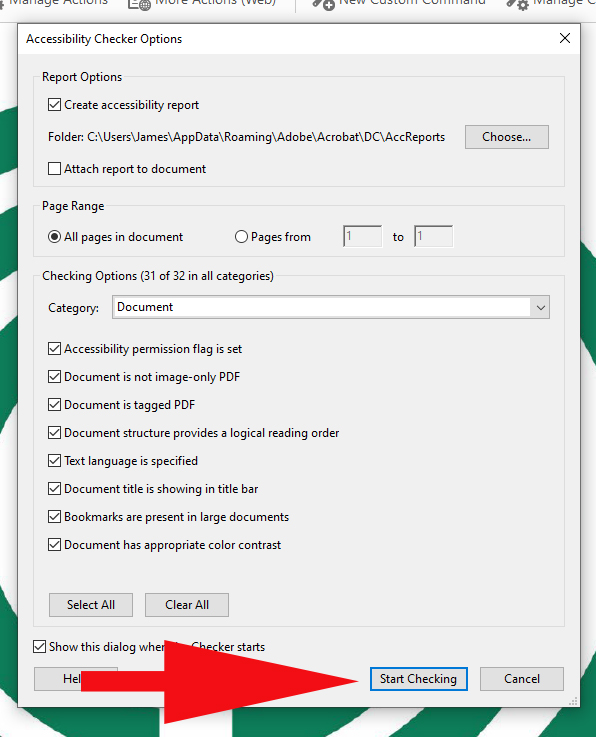 Manage Actions More Actions (Web) New Custom Command Manage C
Accessibility Checker Options
Report Options
Create accessibility report
Folder: C:\Users\James\AppData\Roaming\Adobe\Acrobat\DC\AccReports Choose...
Attach report to document
Page Range
All pages in document Pages from 1 to 1
Checking Options (31 of 32 in all categories)
Category: Document
Accessibility permission flag is set
Document is not image-only PDF
Document is tagged PDF
Document structure provides a logical reading order
Text language is specified
Document title is showing in title bar
Bookmarks are present in large documents
Document has appropriate color contrast
Select All Clear All
Show this dialog when Checker starts
Hel Start Checking Cancel